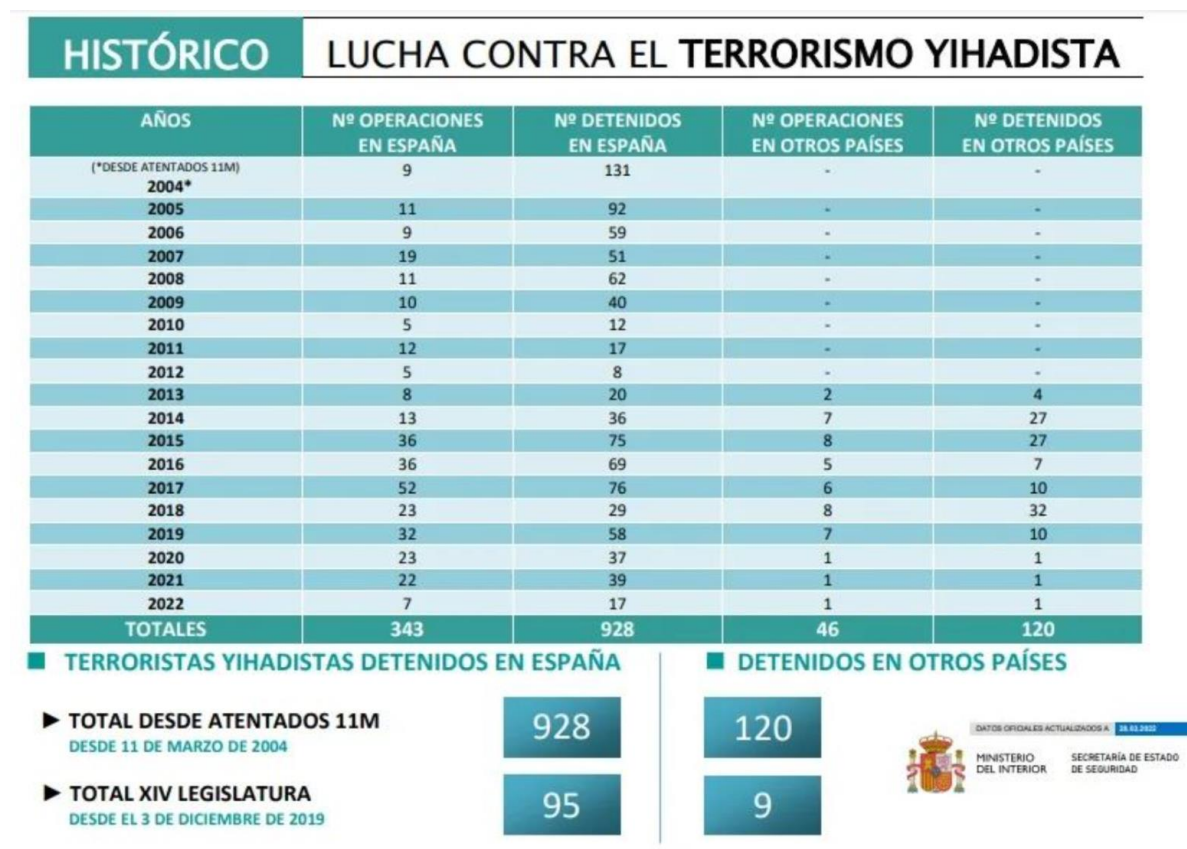 HISTÓRICO LUCHA CONTRA EL TERRORISMO YIHADISTA
AÑOS Nº OPERACIONES EN ESPAÑA Nº DETENIDOS EN ESPAÑA Nº OPERACIONES EN OTROS PAÍSES Nº DETENIDOS EN OTROS PAÍSES
(*DESDE ATENTADOS 11M)
2004* 9 131 - -
2005 11 92 - -
2006 9 59 - -
2007 19 51 - -
2008 11 62 - -
2009 10 40 - -
2010 5 12 - -
2011 12 17 - -
2012 5 8 - -
2013 8 20 2 4
2014 13 36 7 27
2015 36 75 8 27
2016 36 69 5 7
2017 52 76 6 10
2018 23 29 8 32
2019 32 58 7 10
2020 23 37 1 1
2021 22 39 1 1
2022 7 17 1 1
TOTALES 343 928 46 120
TERRORISTAS YIHADISTAS DETENIDOS EN ESPAÑA
TOTAL DESDE ATENTADOS 11M 928
DESDE 11 DE MARZO DE 2004
TOTAL XIV LEGISLATURA 95
DESDE EL 3 DE DICIEMBRE DE 2019
DETENIDOS EN OTROS PAÍSES
120
9
DATOS OFICIALES ACTUALIZADOS A
MINISTERIO
DEL INTERIOR
SECRETARÍA DE ESTADO
DE SEGURIDAD